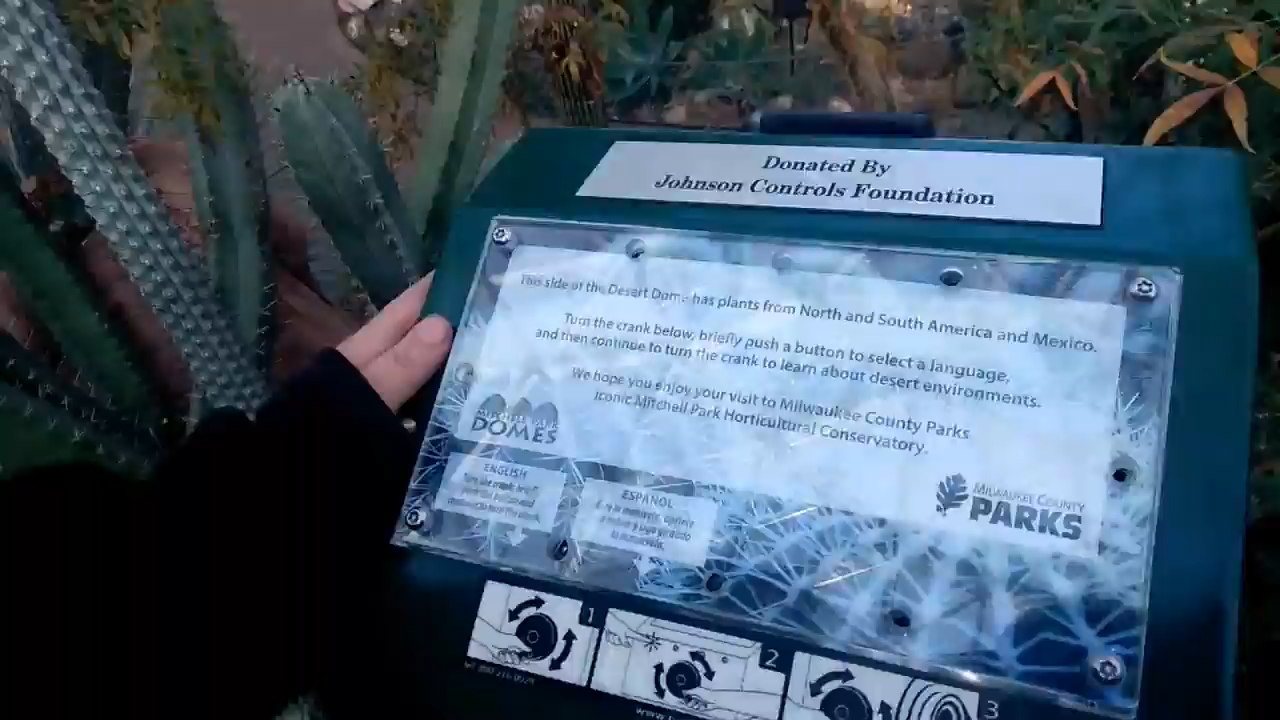 Donated By
Johnson Controls Foundation
This side of the Desert Dome has plants from North and South America and Mexico.
Turn the crank below, briefly push a button to select a language,
and then continue to turn the crank to learn about desert environments.
We hope you enjoy your visit to Milwaukee County Parks
iconic Mitchell Park Horticultural Conservatory.
MITCHELL PARK
DOMES
ENGLISH
ESPAÑOL
MILWAUKEE COUNTY
PARKS
1
2
3